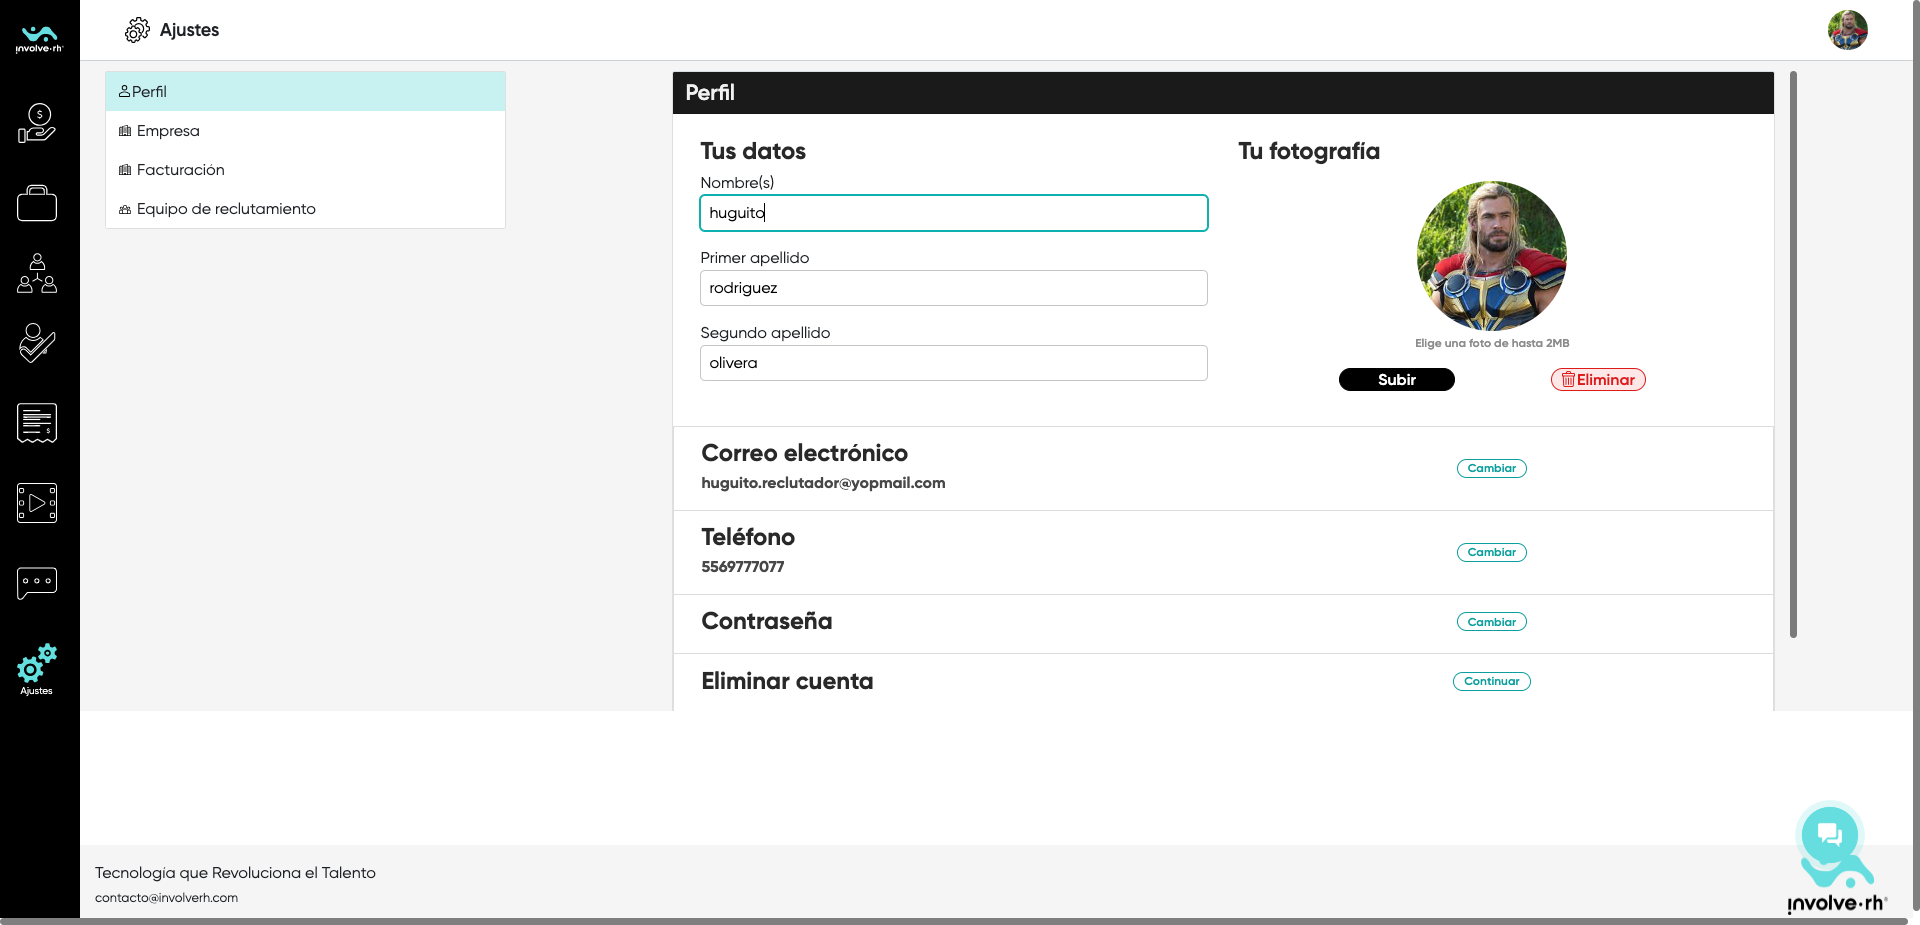 involve·rh
Ajustes
Perfil
Empresa
Facturación
Equipo de reclutamiento
Perfil
Tus datos
Nombre(s)
huguito
Primer apellido
rodriguez
Segundo apellido
olivera
Tu fotografía
Elige una foto de hasta 2MB
Subir
Eliminar
Correo electrónico
huguito.reclutador@yopmail.com
Cambiar
Teléfono
5569777077
Cambiar
Contraseña
Cambiar
Eliminar cuenta
Continuar
Ajustes
Tecnología que Revoluciona el Talento
contacto@involverh.com
involve·rh